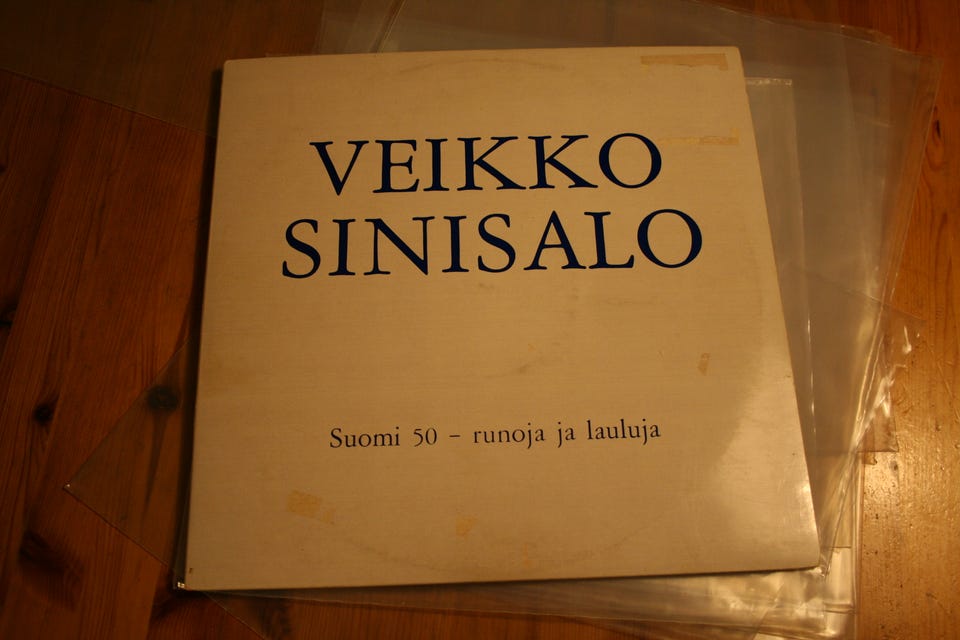 VEIKKO
SINISALO
Suomi 50 – runoja ja lauluja